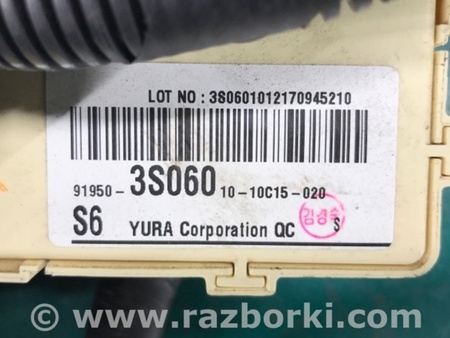 LOT NO : 3S0601012170945210
91950- 3S060 10-10C15-020
S6 YURA Corporation QC S
www.razborki.com